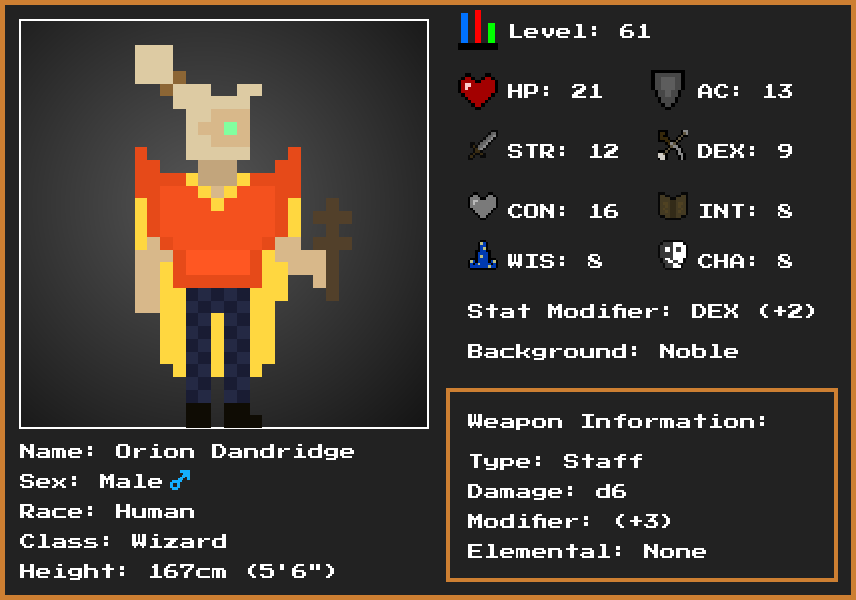 Level: 61
HP: 21
AC: 13
STR: 12
DEX: 9
CON: 16
INT: 8
WIS: 8
CHA: 8
Stat Modifier: DEX (+2)
Background: Noble
Weapon Information:
Type: Staff
Damage: d6
Modifier: (+3)
Elemental: None
Name: Orion Dandridge
Sex: Male♂
Race: Human
Class: Wizard
Height: 167cm (5'6")